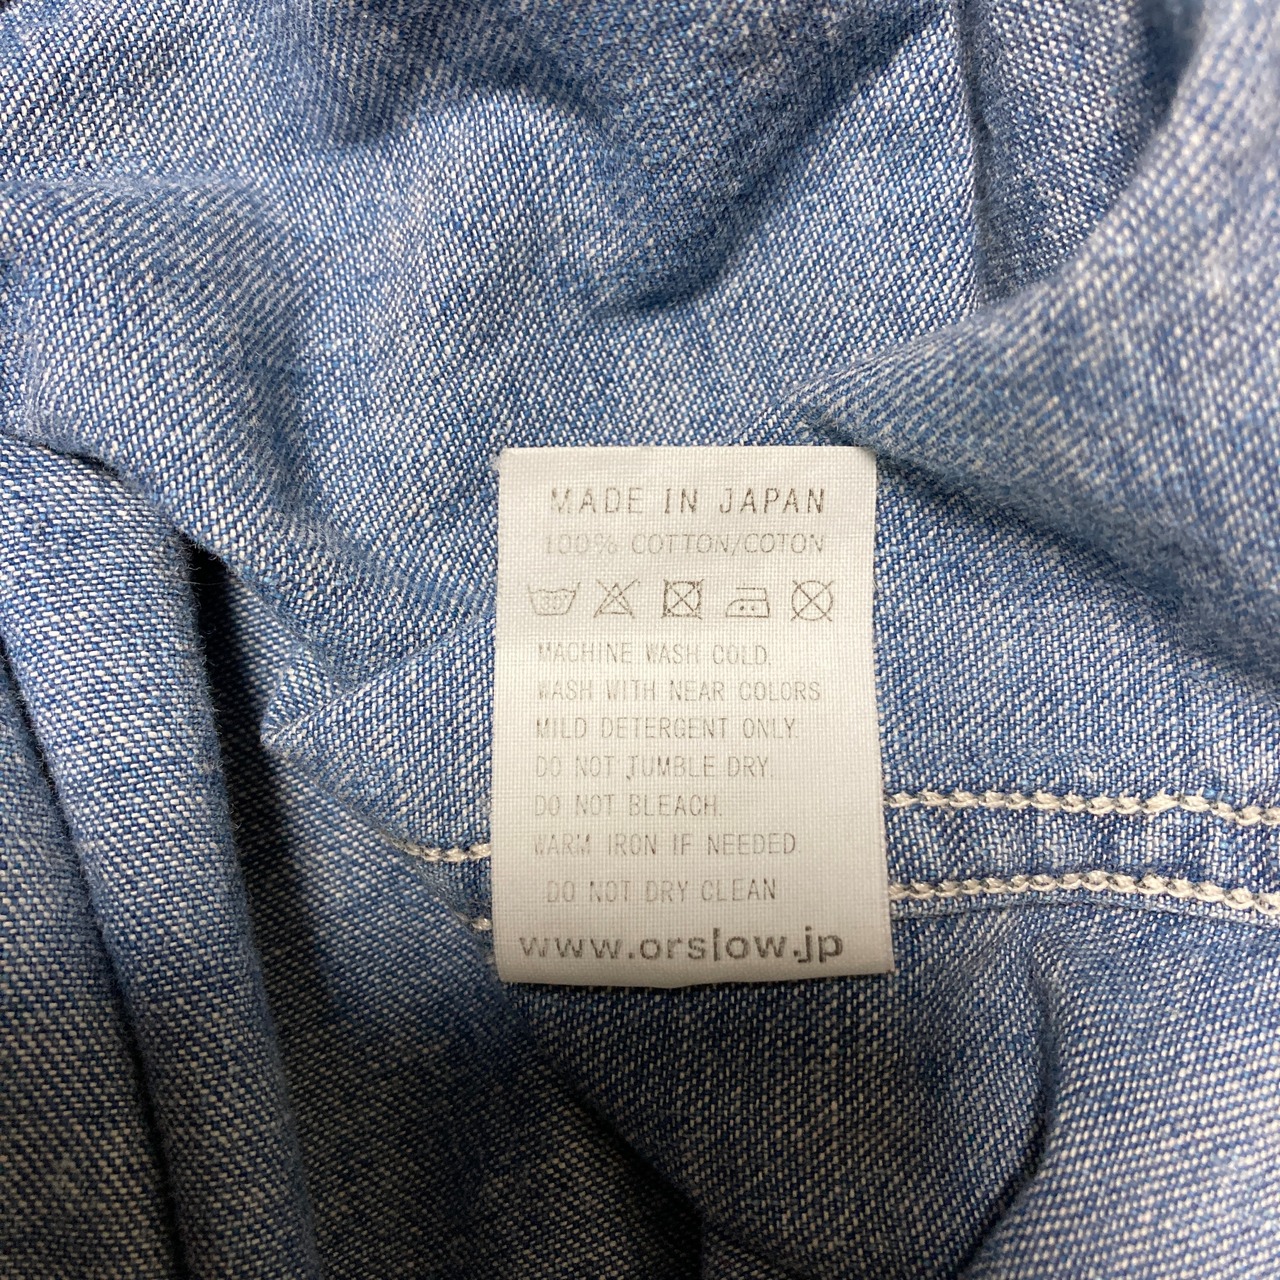 MADE IN JAPAN
100% COTTON/COTON
MACHINE WASH COLD.
WASH WITH NEAR COLORS
MILD DETERGENT ONLY.
DO NOT TUMBLE DRY.
DO NOT BLEACH.
WARM IRON IF NEEDED.
DO NOT DRY CLEAN
www.orslow.jp